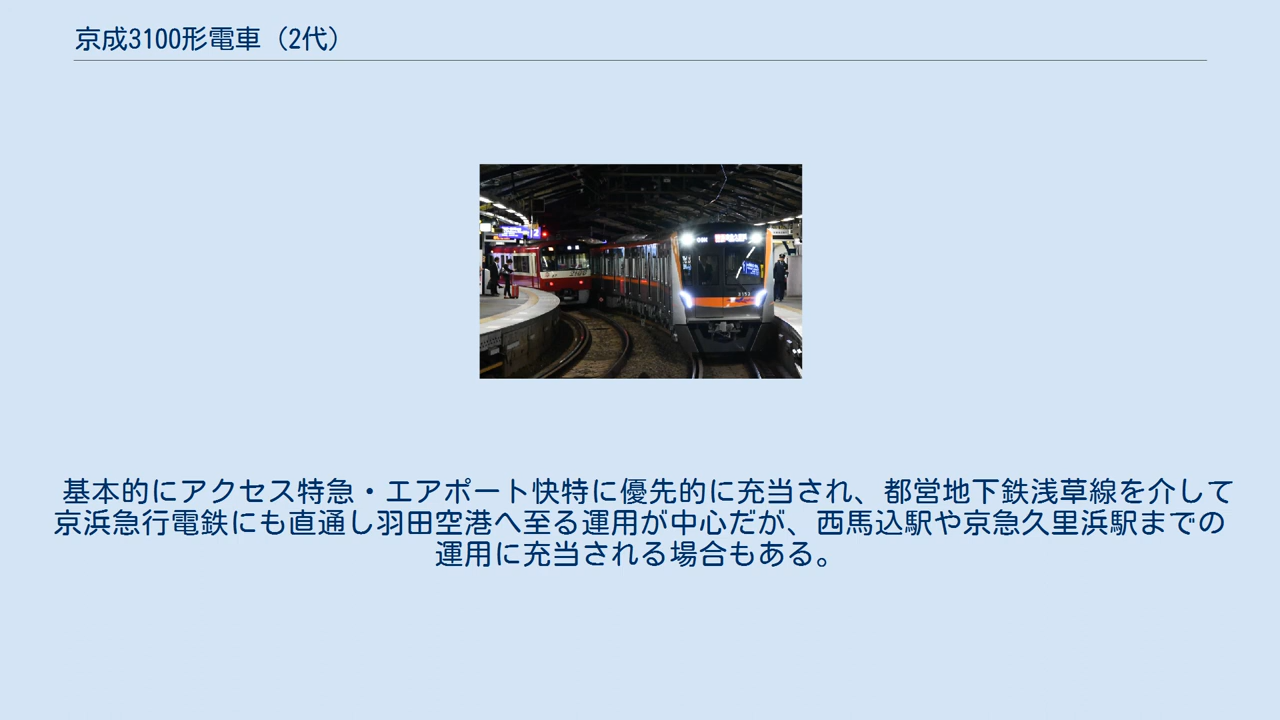 京成3100形電車（2代）
基本的にアクセス特急・エアポート快特に優先的に充当され、都営地下鉄浅草線を介して
京浜急行電鉄にも直通し羽田空港へ至る運用が中心だが、西馬込駅や京急久里浜駅までの
運用に充当される場合もある。